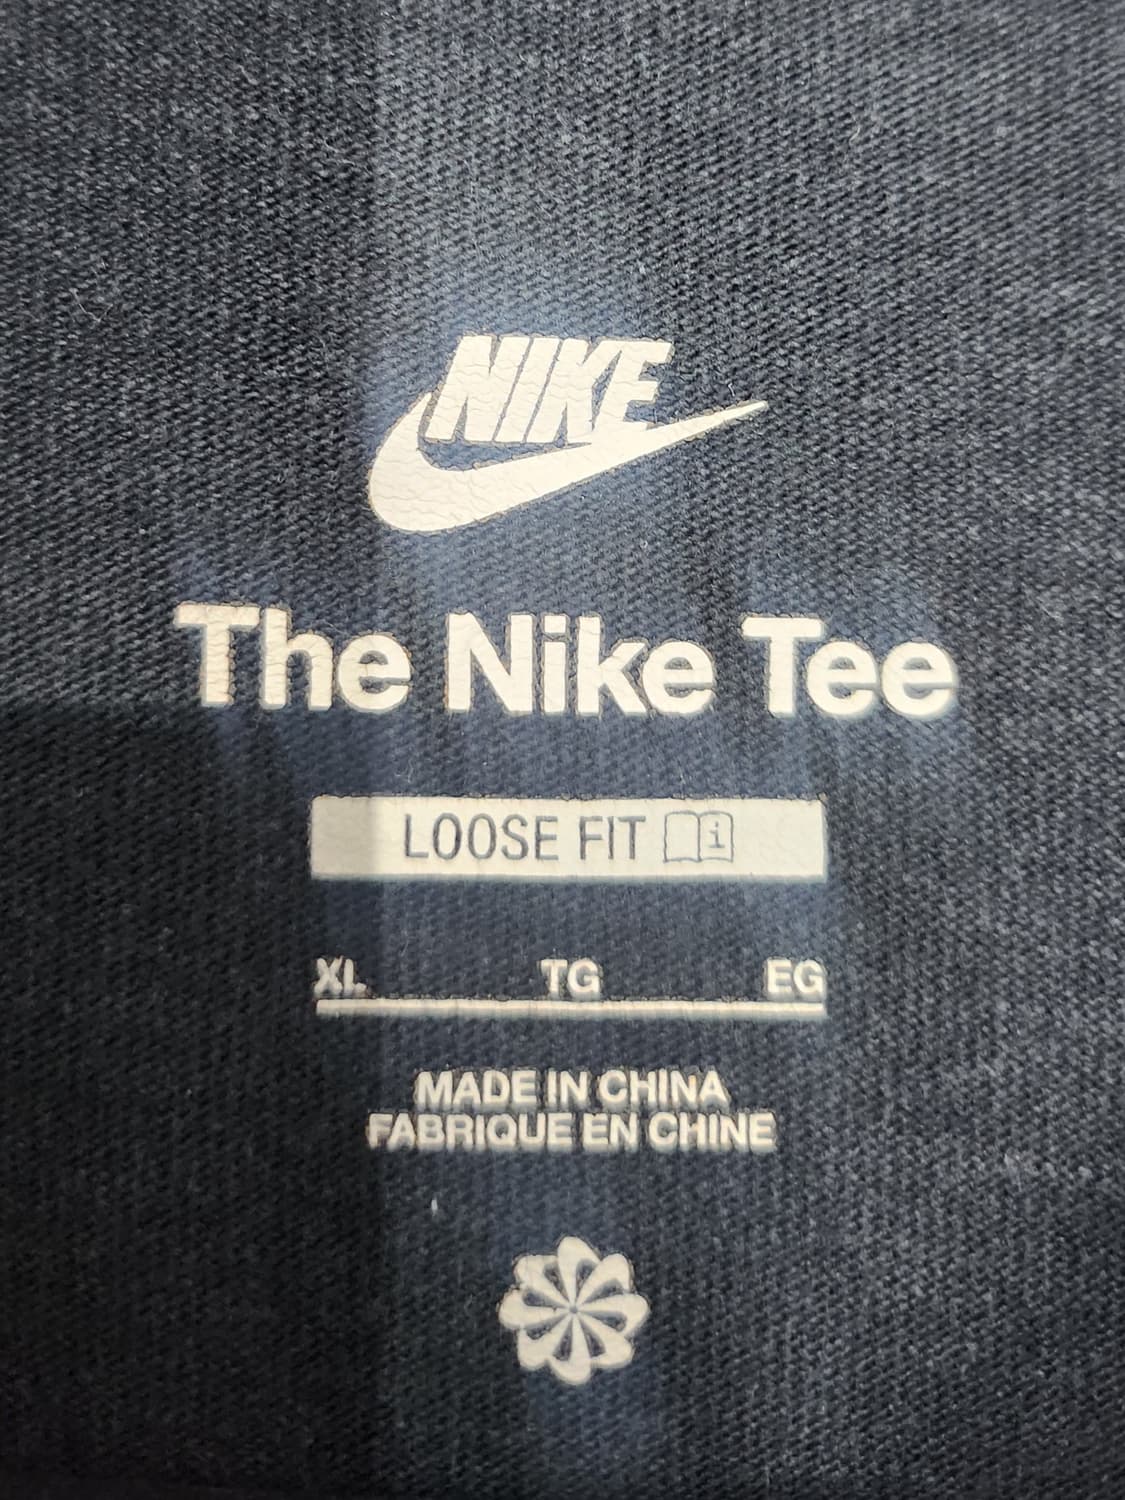 NIKE
The Nike Tee
LOOSE FIT i
XL TG EG
MADE IN CHINA
FABRIQUE EN CHINE